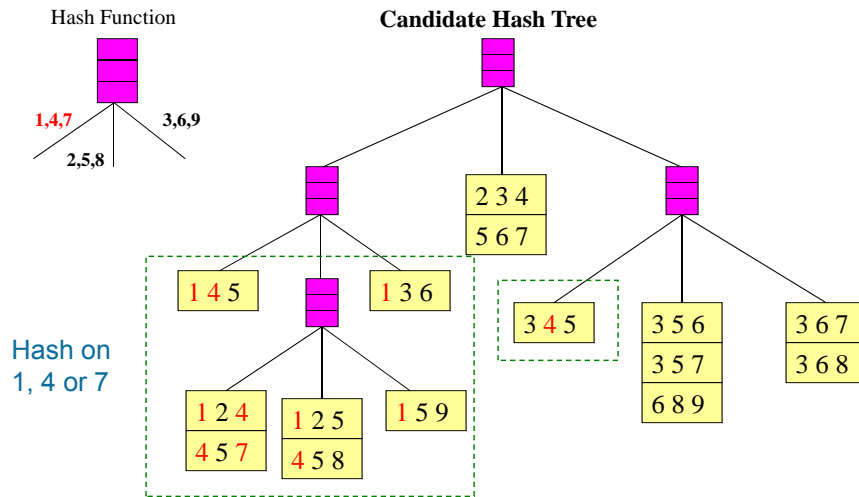 Hash Function
Candidate Hash Tree
1,4,7
3,6,9
2,5,8
2 3 4
5 6 7
1 4 5
1 3 6
3 4 5
3 5 6
3 5 7
6 8 9
3 6 7
3 6 8
Hash on
1, 4 or 7
1 2 4
4 5 7
1 2 5
4 5 8
1 5 9